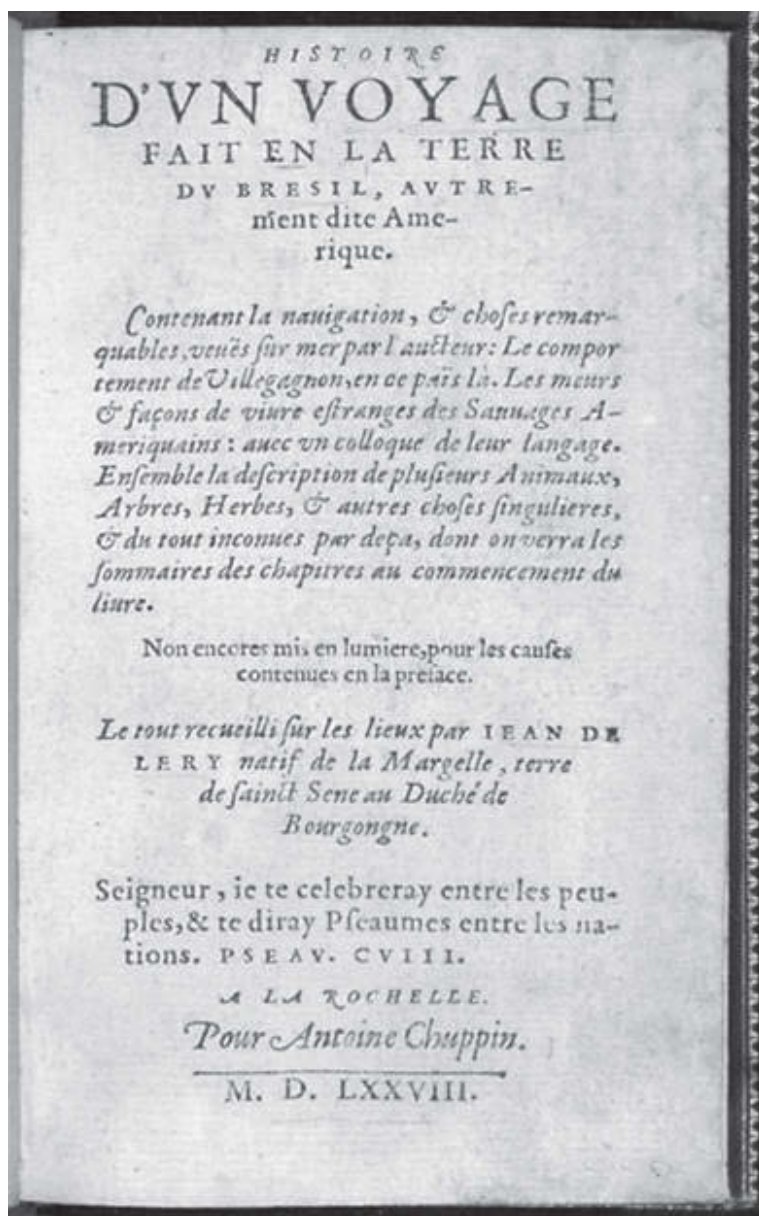 HISTOIRE
D'VN VOYAGE
FAIT EN LA TERRE
DV BRESIL, AVTRE-
ment dite Ame-
rique.
Contenant la nauigation, & choſes remar-
quables, veuës ſur mer par l'aucteur: Le compor
tement de Villegagnon, en ce païs là. Les meurs
& façons de viure eſtranges des Sauuages A-
meriquains: auec vn colloque de leur langage.
Enſemble la deſcription de pluſieurs Animaux,
Arbres, Herbes, & autres choſes ſingulieres,
& du tout inconues par deça, dont on verra les
ſommaires des chapitres au commencement du
liure.
Non encores mis en lumiere, pour les cauſes
contenues en la preface.
Le tout recueilli ſur les lieux par IEAN DE
LERY natif de la Margelle, terre
de ſainct Sene au Duché de
Bourgongne.
Seigneur, ie te celebreray entre les peu-
ples, & te diray Pſeaumes entre les na-
tions. PSEAV. CVIII.
A LA ROCHELLE.
Pour Antoine Chuppin.
M. D. LXXVIII.